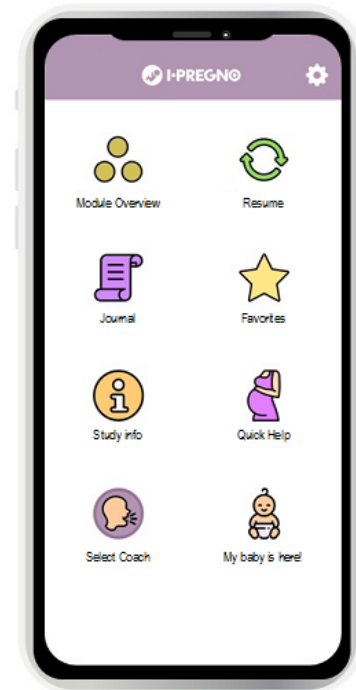 I-PREGNO
Module Overview
Resume
Journal
Favorites
Study info
Quick Help
Select Coach
My baby is here!